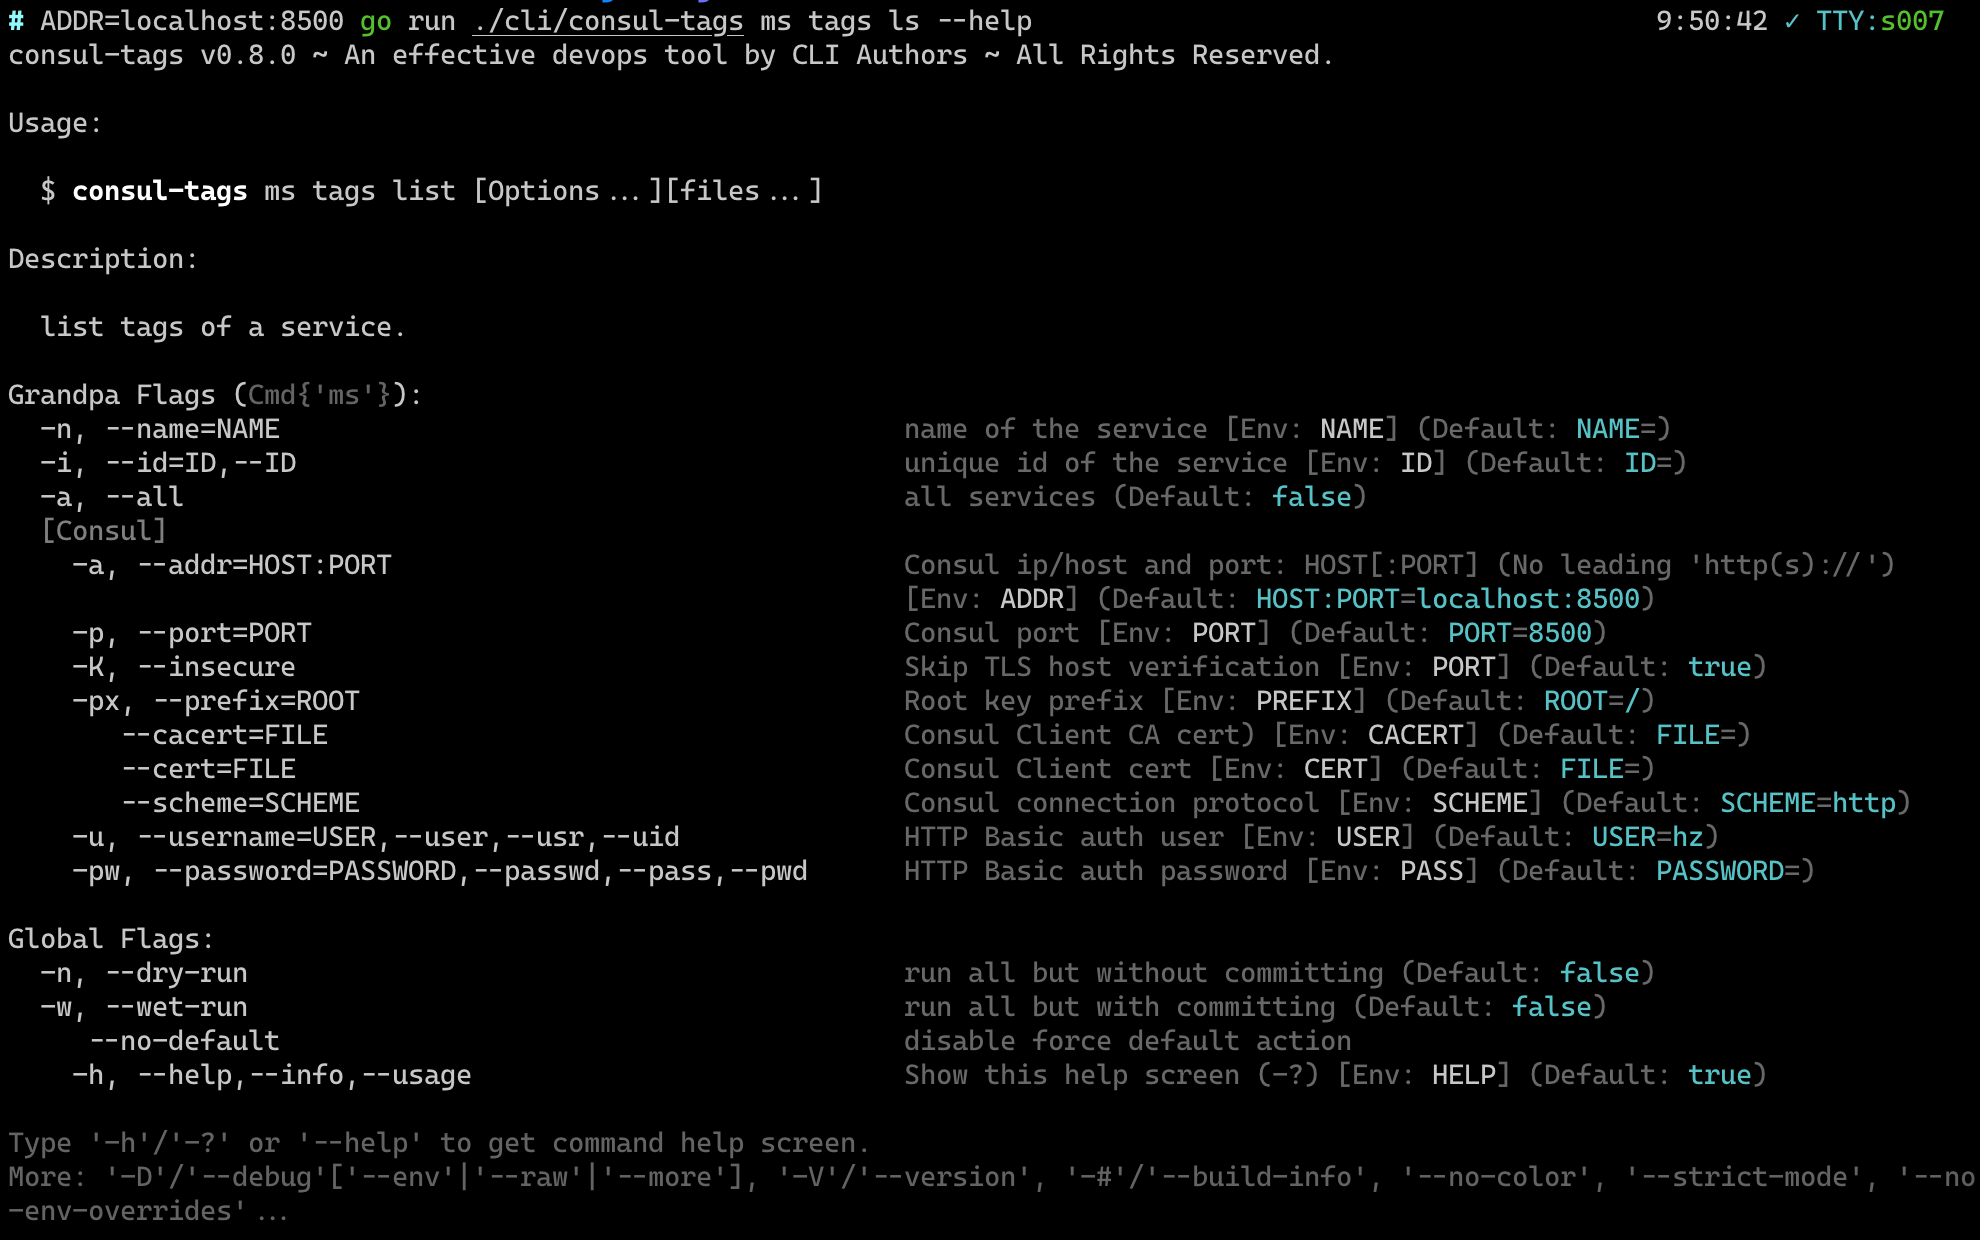 # ADDR=localhost:8500 go run ./cli/consul-tags ms tags ls --help 9:50:42 ✓ TTY:s007
consul-tags v0.8.0 ~ An effective devops tool by CLI Authors ~ All Rights Reserved.
Usage:
$ consul-tags ms tags list [Options...][files...]
Description:
list tags of a service.
Grandpa Flags (Cmd{'ms'}):
-n, --name=NAME name of the service [Env: NAME] (Default: NAME=)
-i, --id=ID,--ID unique id of the service [Env: ID] (Default: ID=)
-a, --all all services (Default: false)
[Consul]
-a, --addr=HOST:PORT Consul ip/host and port: HOST[:PORT] (No leading 'http(s)://')
[Env: ADDR] (Default: HOST:PORT=localhost:8500)
-p, --port=PORT Consul port [Env: PORT] (Default: PORT=8500)
-K, --insecure Skip TLS host verification [Env: PORT] (Default: true)
-px, --prefix=ROOT Root key prefix [Env: PREFIX] (Default: ROOT=/)
--cacert=FILE Consul Client CA cert) [Env: CACERT] (Default: FILE=)
--cert=FILE Consul Client cert [Env: CERT] (Default: FILE=)
--scheme=SCHEME Consul connection protocol [Env: SCHEME] (Default: SCHEME=http)
-u, --username=USER,--user,--usr,--uid HTTP Basic auth user [Env: USER] (Default: USER=hz)
-pw, --password=PASSWORD,--passwd,--pass,--pwd HTTP Basic auth password [Env: PASS] (Default: PASSWORD=)
Global Flags:
-n, --dry-run run all but without committing (Default: false)
-w, --wet-run run all but with committing (Default: false)
--no-default disable force default action
-h, --help,--info,--usage Show this help screen (-?) [Env: HELP] (Default: true)
Type '-h'/'-?' or '--help' to get command help screen.
More: '-D'/'--debug'['--env'|'--raw'|'--more'], '-V'/'--version', '-#'/'--build-info', '--no-color', '--strict-mode', '--no
-env-overrides'...